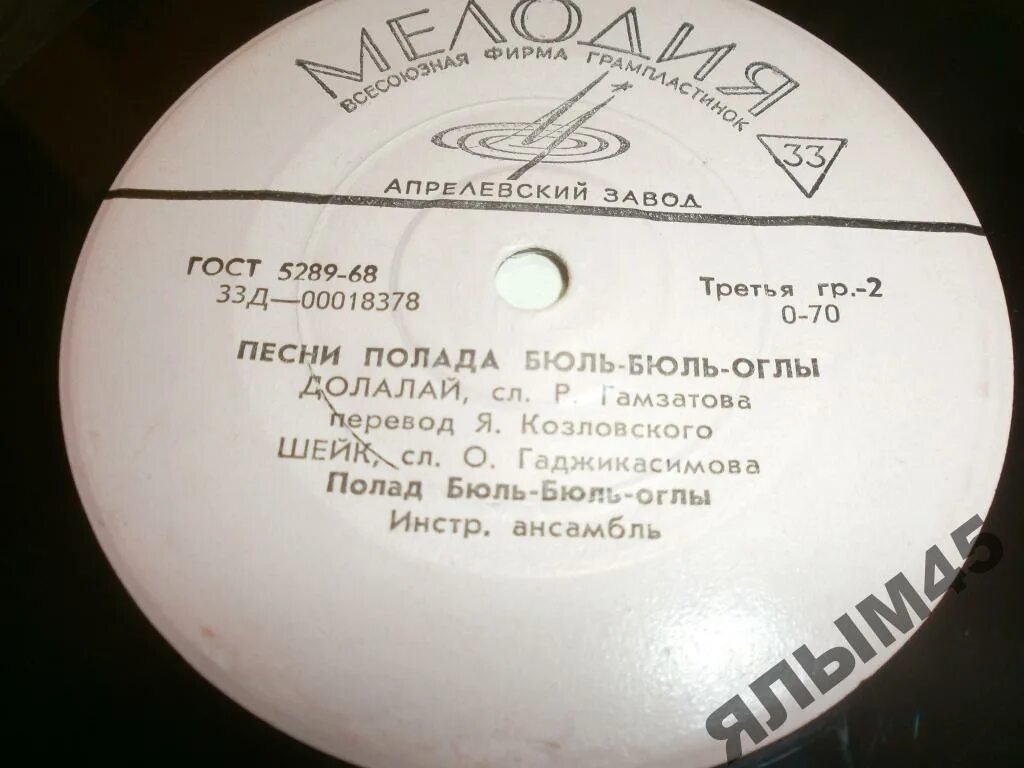 МЕЛОДИЯ
ВСЕСОЮЗНАЯ ФИРМА ГРАМПЛАСТИНОК
33
АПРЕЛЕВСКИЙ ЗАВОД
ГОСТ 5289-68
33Д—00018378
Третья гр.-2
0-70
ПЕСНИ ПОЛАДА БЮЛЬ-БЮЛЬ-ОГЛЫ
ДОЛАЛАЙ, сл. Р. Гамзатова
перевод Я. Козловского
ШЕЙК, сл. О. Гаджикасимова
Полад Бюль-Бюль-оглы
Инстр. ансамбль
ЯЛЫМ45